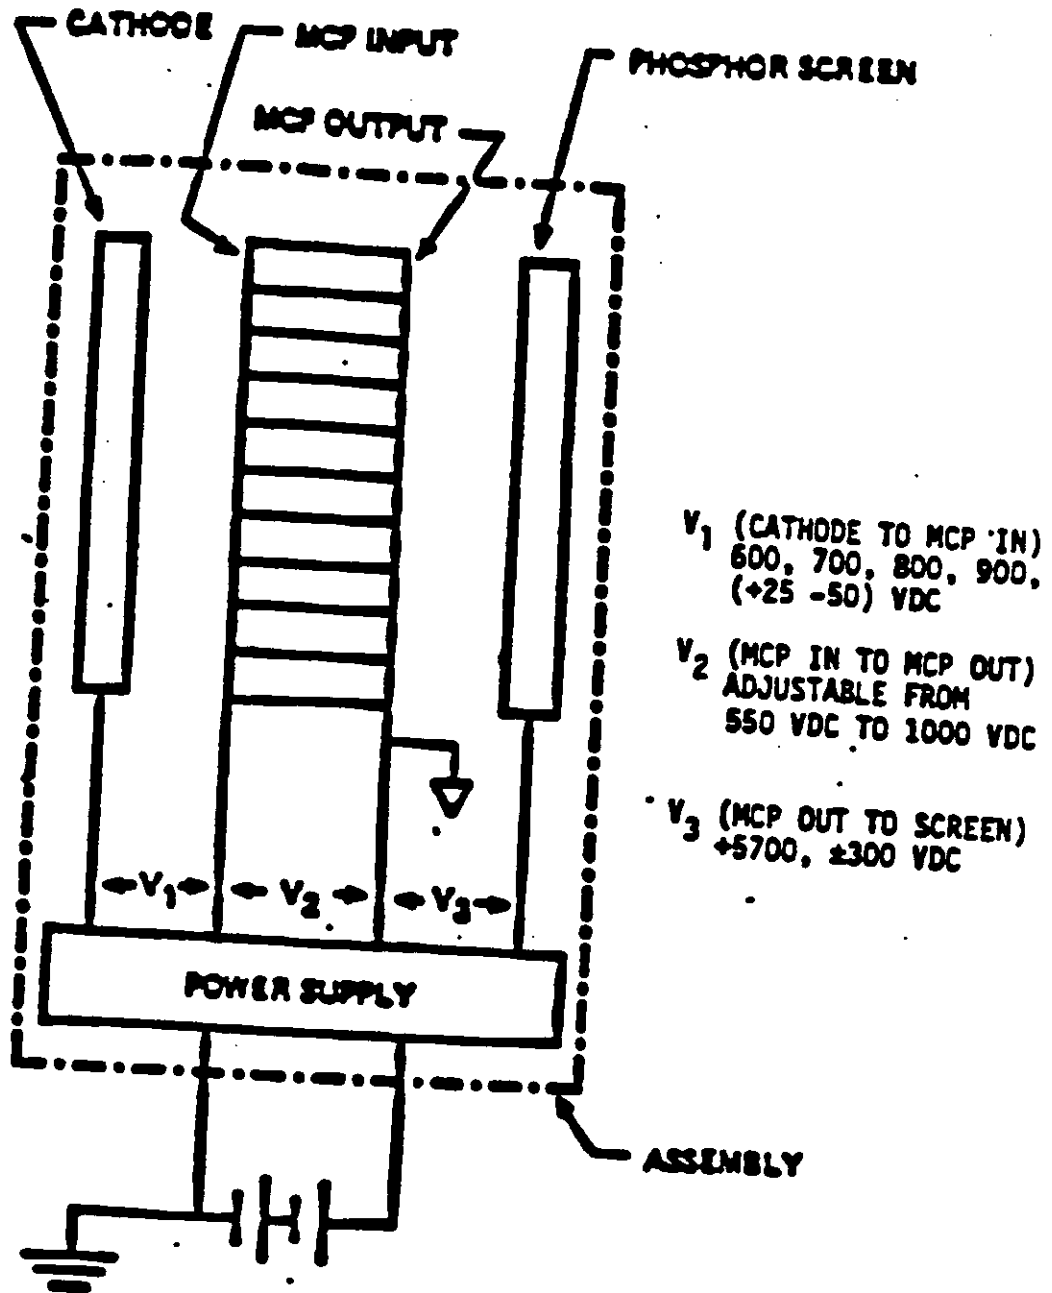 CATHODE
MCP INPUT
PHOSPHOR SCREEN
MCP OUTPUT
V1 (CATHODE TO MCP IN)
600, 700, 800, 900,
(+25 -50) VDC
V2 (MCP IN TO MCP OUT)
ADJUSTABLE FROM
550 VDC TO 1000 VDC
V3 (MCP OUT TO SCREEN)
+5700, ±300 VDC
V1
V2
V3
POWER SUPPLY
ASSEMBLY